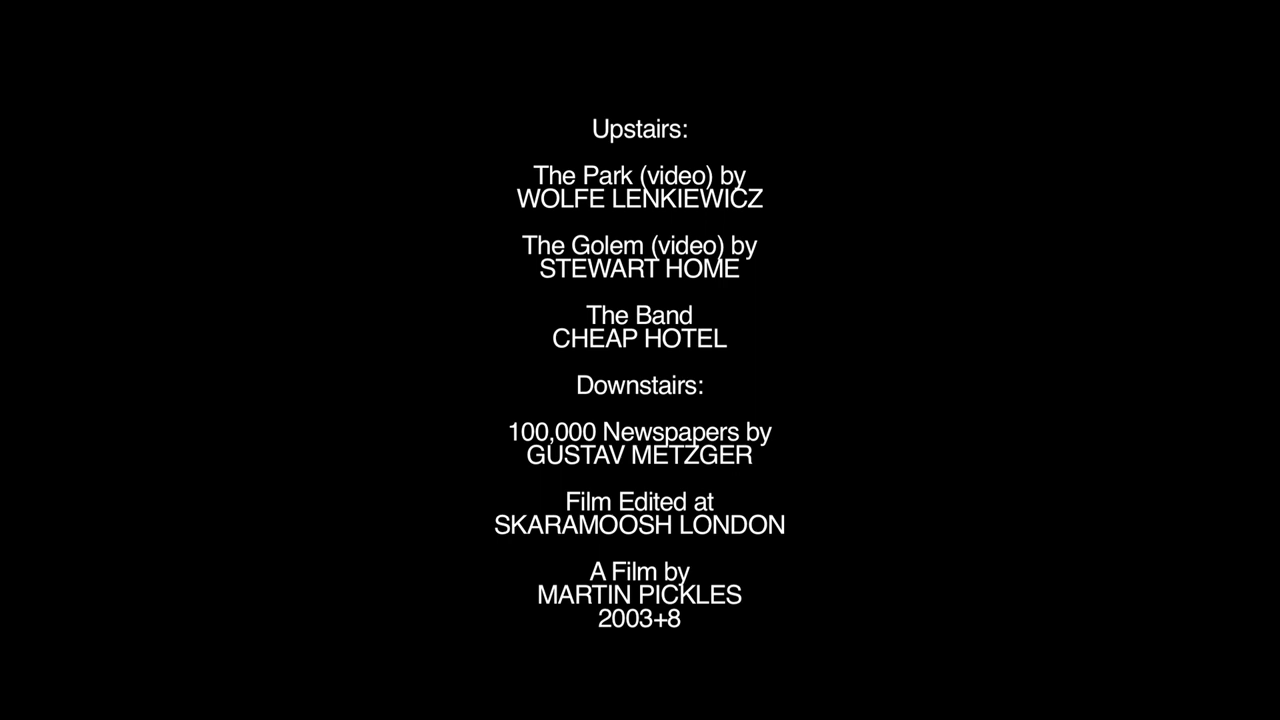 Upstairs:
The Park (video) by
WOLFE LENKIEWICZ
The Golem (video) by
STEWART HOME
The Band
CHEAP HOTEL
Downstairs:
100,000 Newspapers by
GUSTAV METZGER
Film Edited at
SKARAMOOSH LONDON
A Film by
MARTIN PICKLES
2003+8